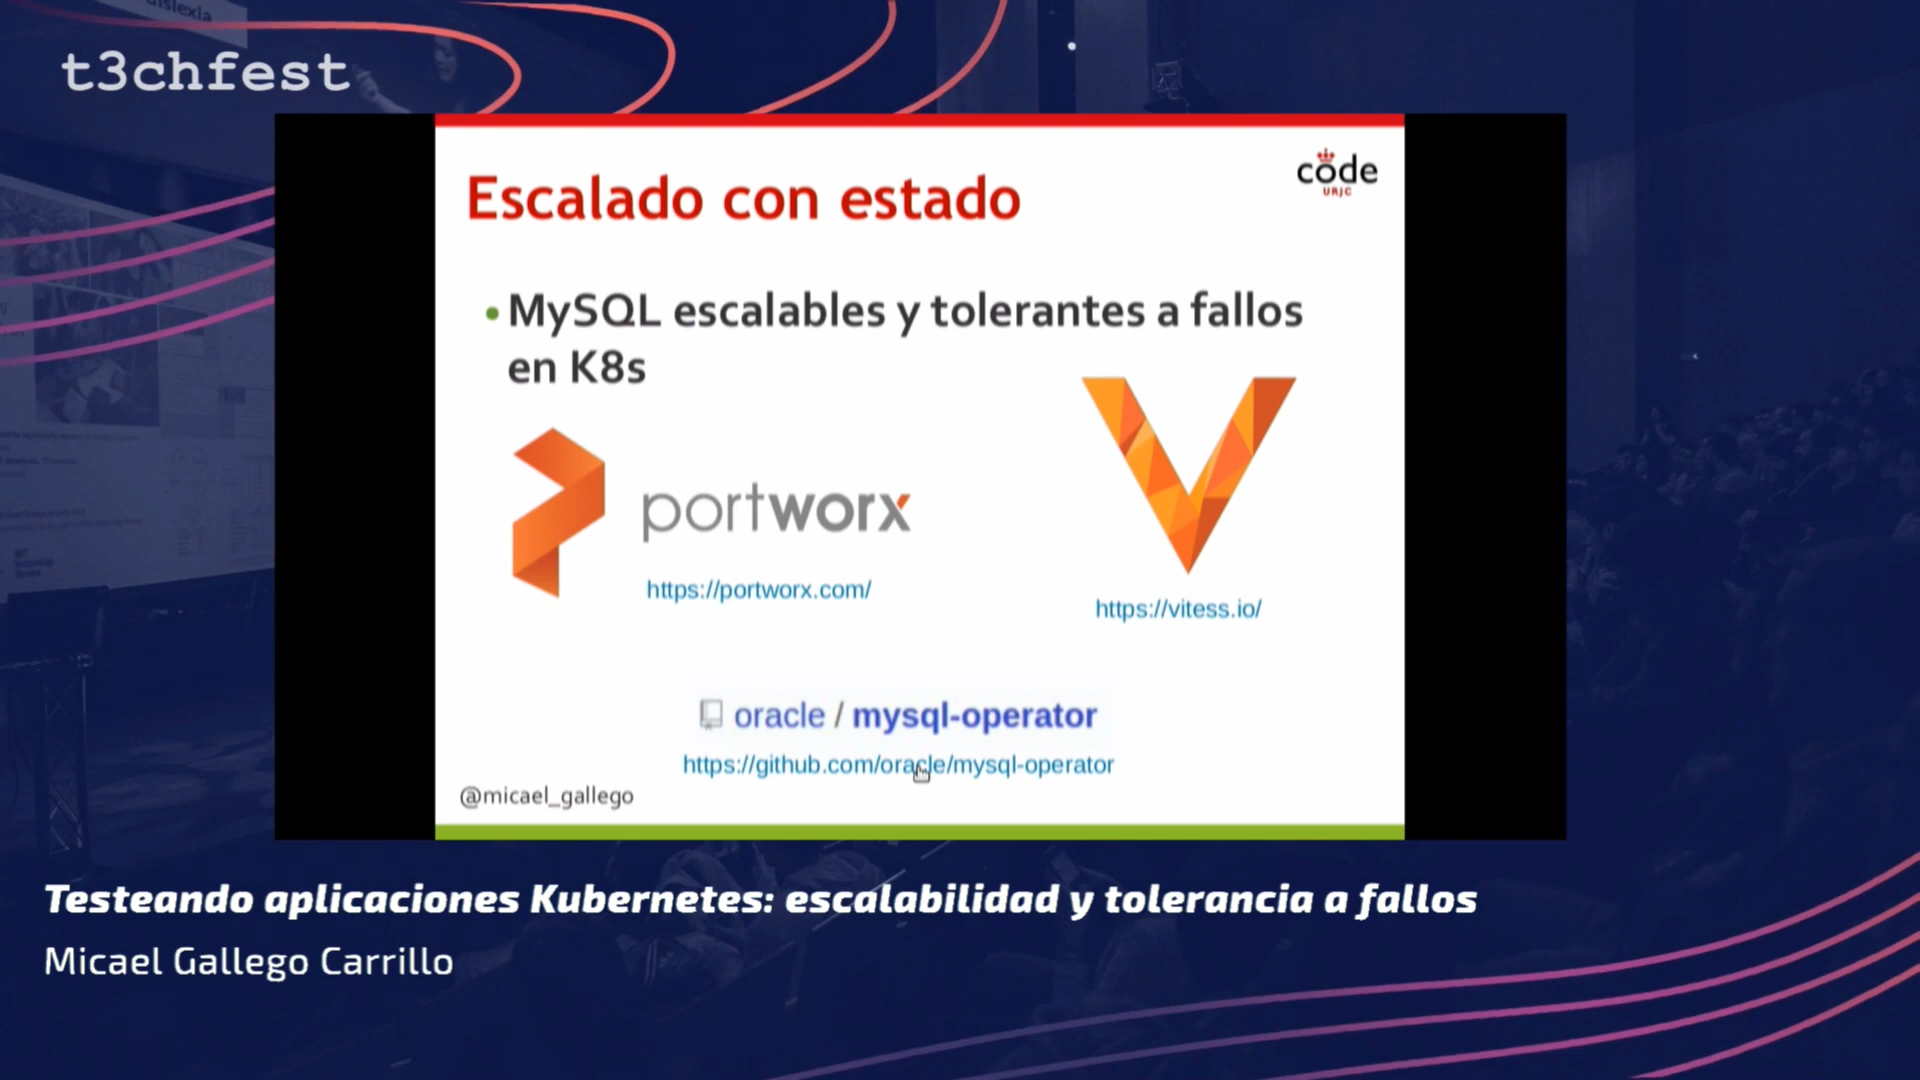 dislexia
t3chfest
code
URJC
Escalado con estado
• MySQL escalables y tolerantes a fallos
en K8s
portworx
https://portworx.com/
https://vitess.io/
oracle / mysql-operator
https://github.com/oracle/mysql-operator
@micael_gallego
Testeando aplicaciones Kubernetes: escalabilidad y tolerancia a fallos
Micael Gallego Carrillo